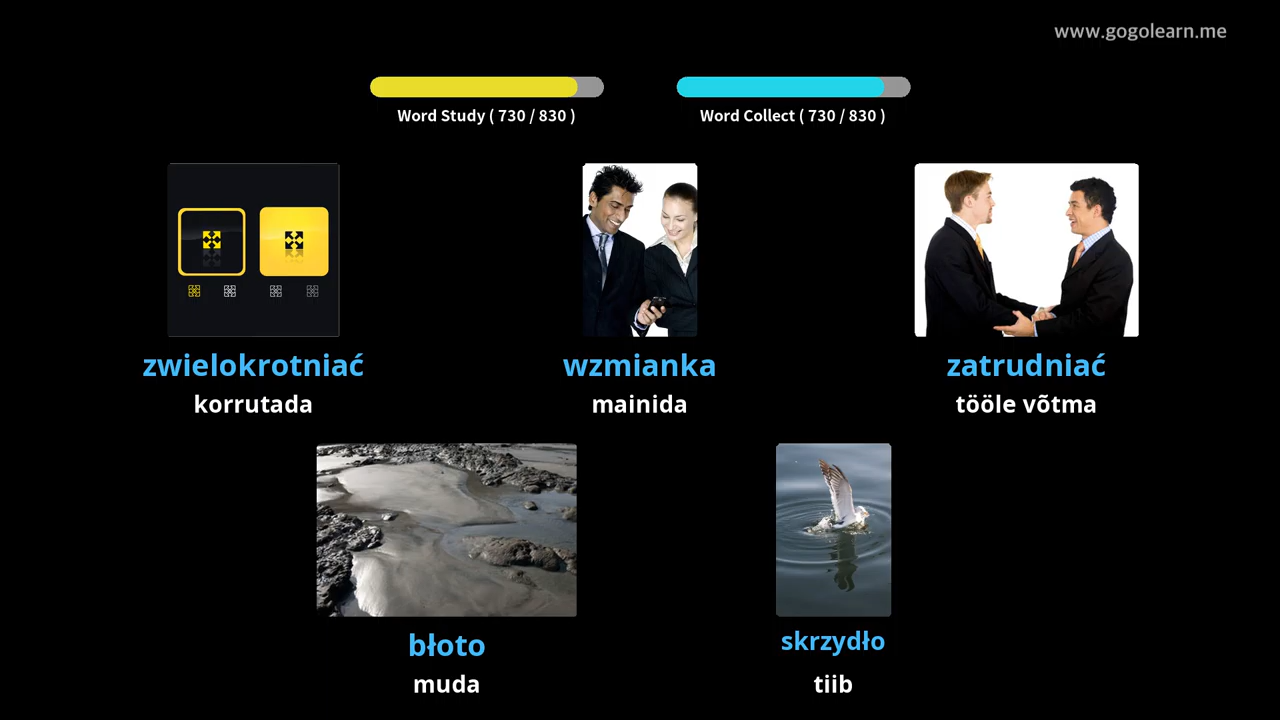 www.gogolearn.me
Word Study ( 730 / 830 )
Word Collect ( 730 / 830 )
zwielokrotniać
korrutada
wzmianka
mainida
zatrudniać
tööle võtma
błoto
muda
skrzydło
tiib